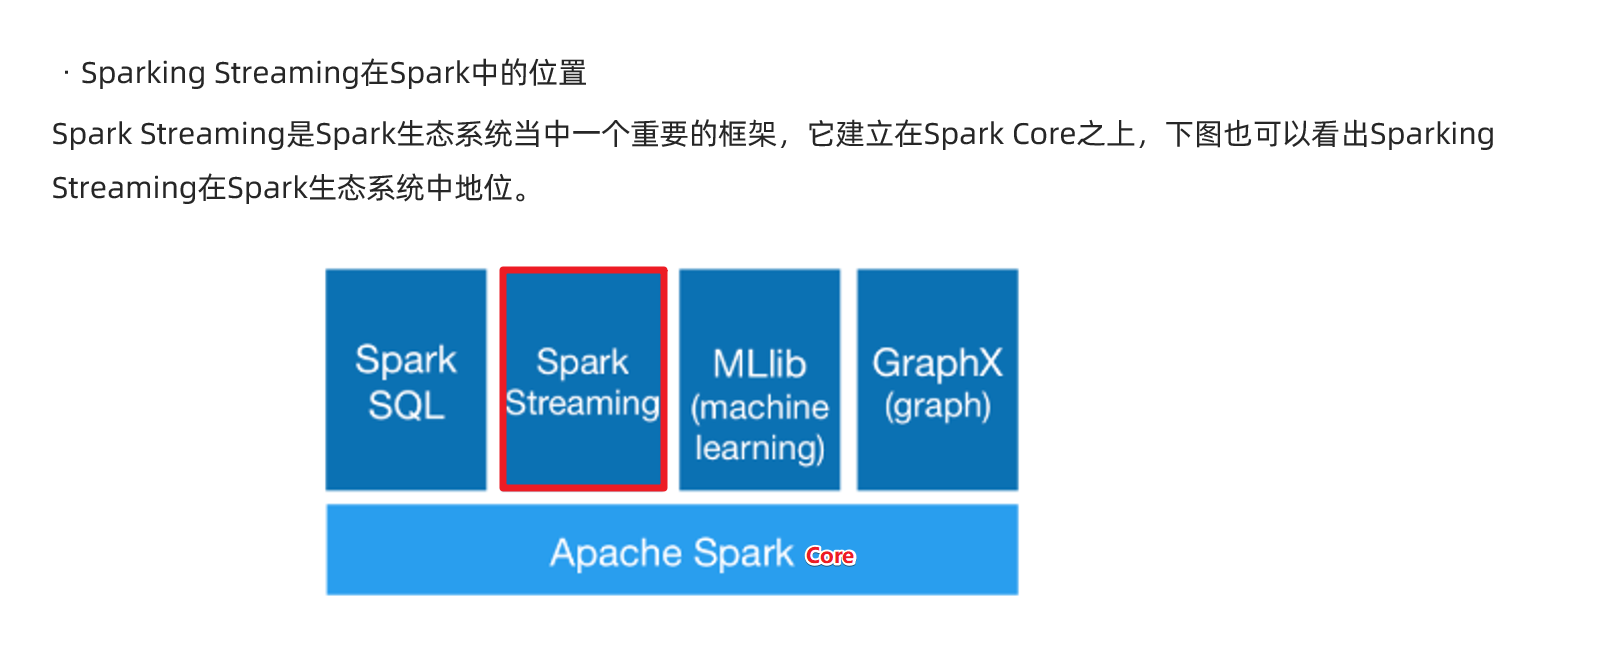 · Sparking Streaming在Spark中的位置
Spark Streaming是Spark生态系统当中一个重要的框架，它建立在Spark Core之上，下图也可以看出Sparking
Streaming在Spark生态系统中地位。
Spark
SQL
Spark
Streaming
MLlib
(machine
learning)
GraphX
(graph)
Apache Spark Core